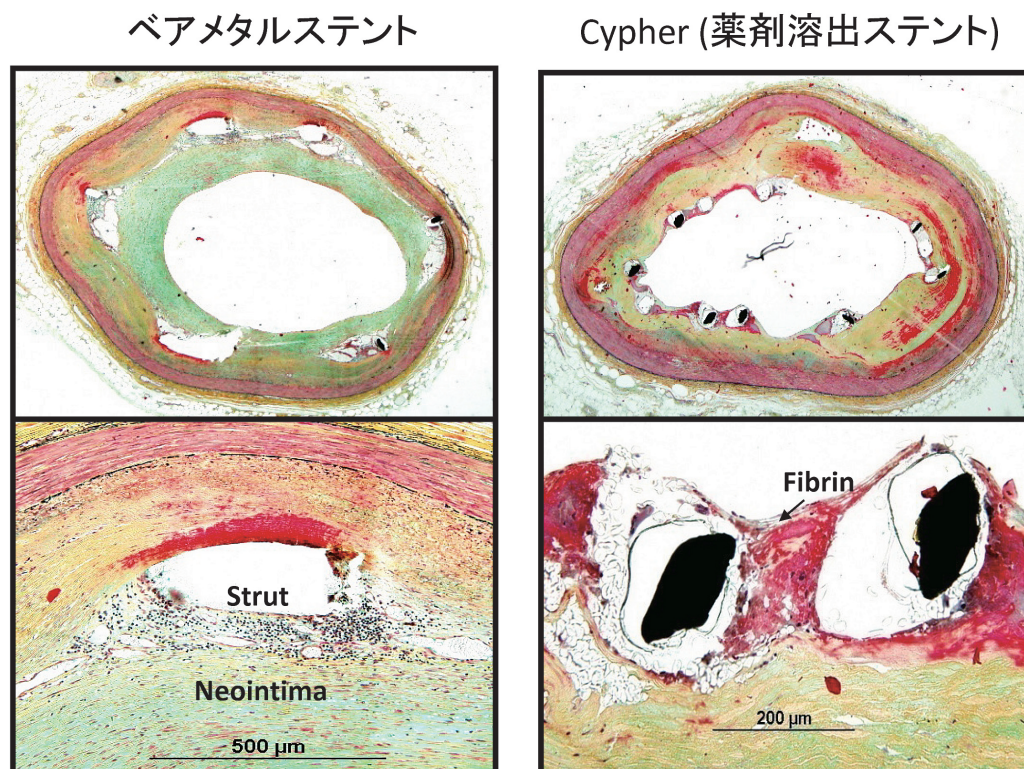 ベアメタルステント
Cypher (薬剤溶出ステント)
Strut
Neointima
500 µm
Fibrin
200 µm